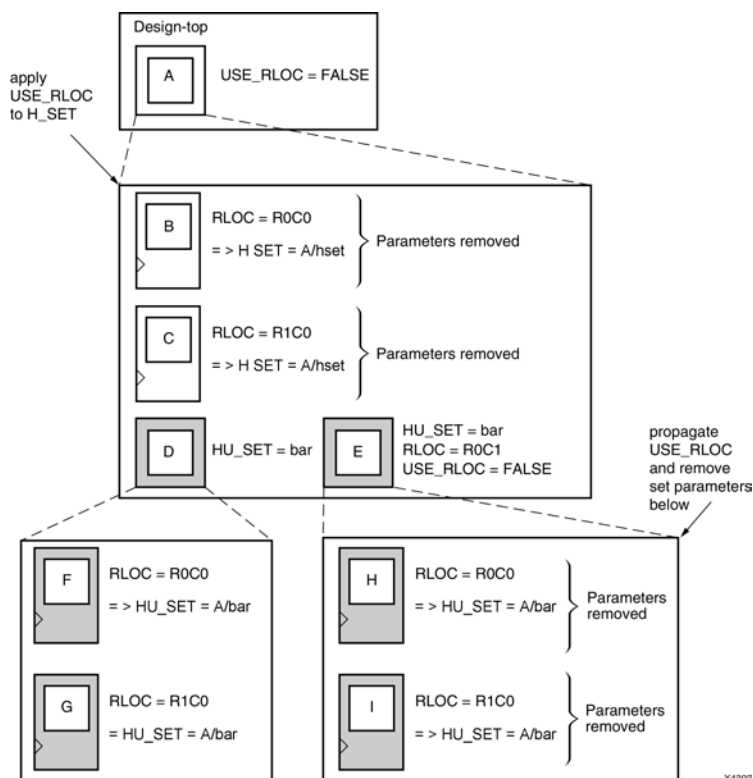 Design-top
A
USE_RLOC = FALSE
apply
USE_RLOC
to H_SET
B
RLOC = R0C0
= > H SET = A/hset
Parameters removed
C
RLOC = R1C0
= > H SET = A/hset
Parameters removed
D
HU_SET = bar
E
HU_SET = bar
RLOC = R0C1
USE_RLOC = FALSE
propagate
USE_RLOC
and remove
set parameters
below
F
RLOC = R0C0
= > HU_SET = A/bar
G
RLOC = R1C0
= HU_SET = A/bar
H
RLOC = R0C0
= > HU_SET = A/bar
Parameters
removed
I
RLOC = R1C0
= > HU_SET = A/bar
Parameters
removed